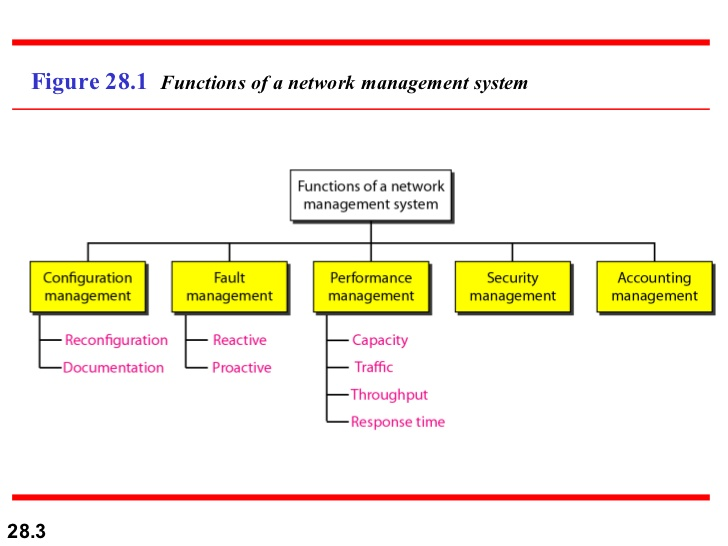 Figure 28.1 Functions of a network management system
Functions of a network
management system
Configuration
management
Fault
management
Performance
management
Security
management
Accounting
management
Reconfiguration
Documentation
Reactive
Proactive
Capacity
Traffic
Throughput
Response time
28.3